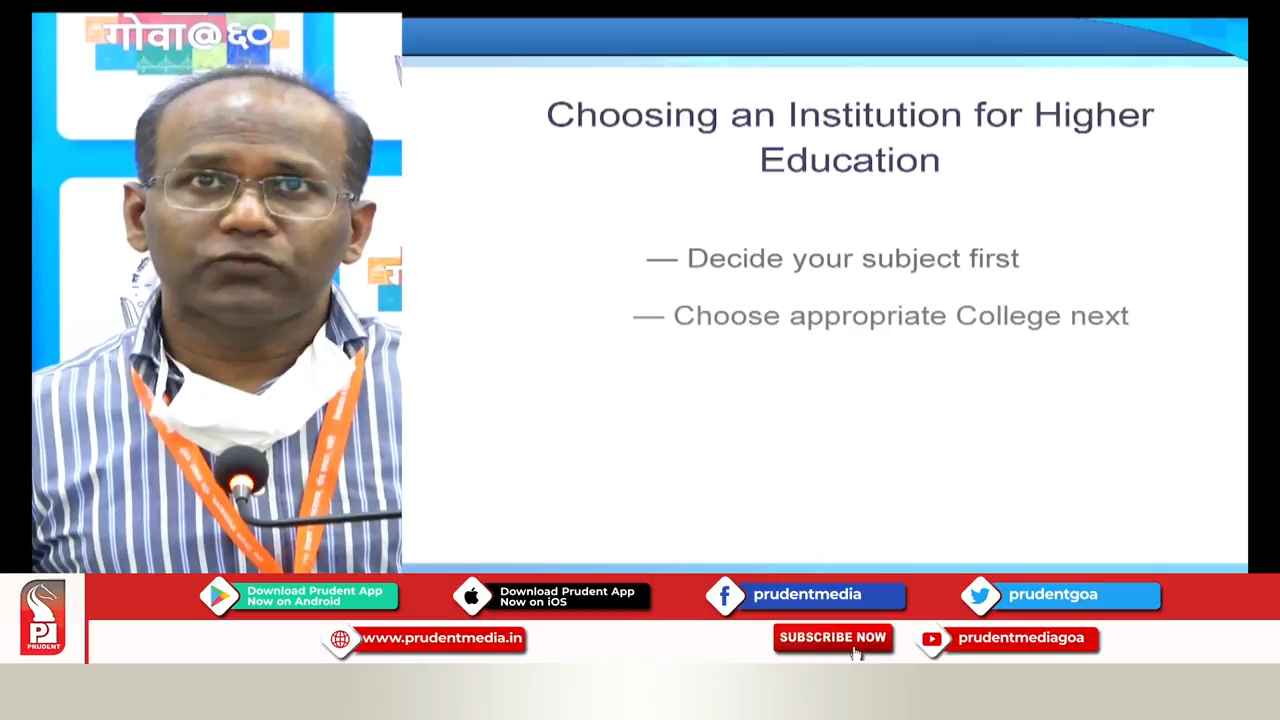 गोवा@६०
Choosing an Institution for Higher
Education
— Decide your subject first
— Choose appropriate College next
Download Prudent App
Now on Android
Download Prudent App
Now on iOS
prudentmedia
prudentgoa
PRUDENT
www.prudentmedia.in
SUBSCRIBE NOW
prudentmediagoa